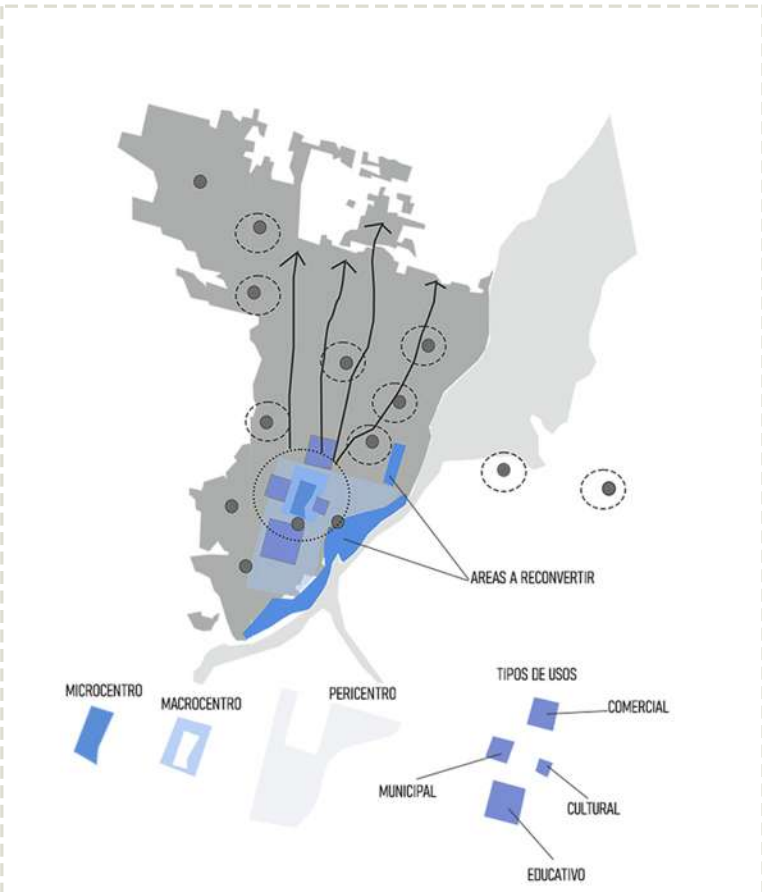 AREAS A RECONVERTIR
MICROCENTRO
MACROCENTRO
PERICENTRO
TIPOS DE USOS
COMERCIAL
MUNICIPAL
CULTURAL
EDUCATIVO